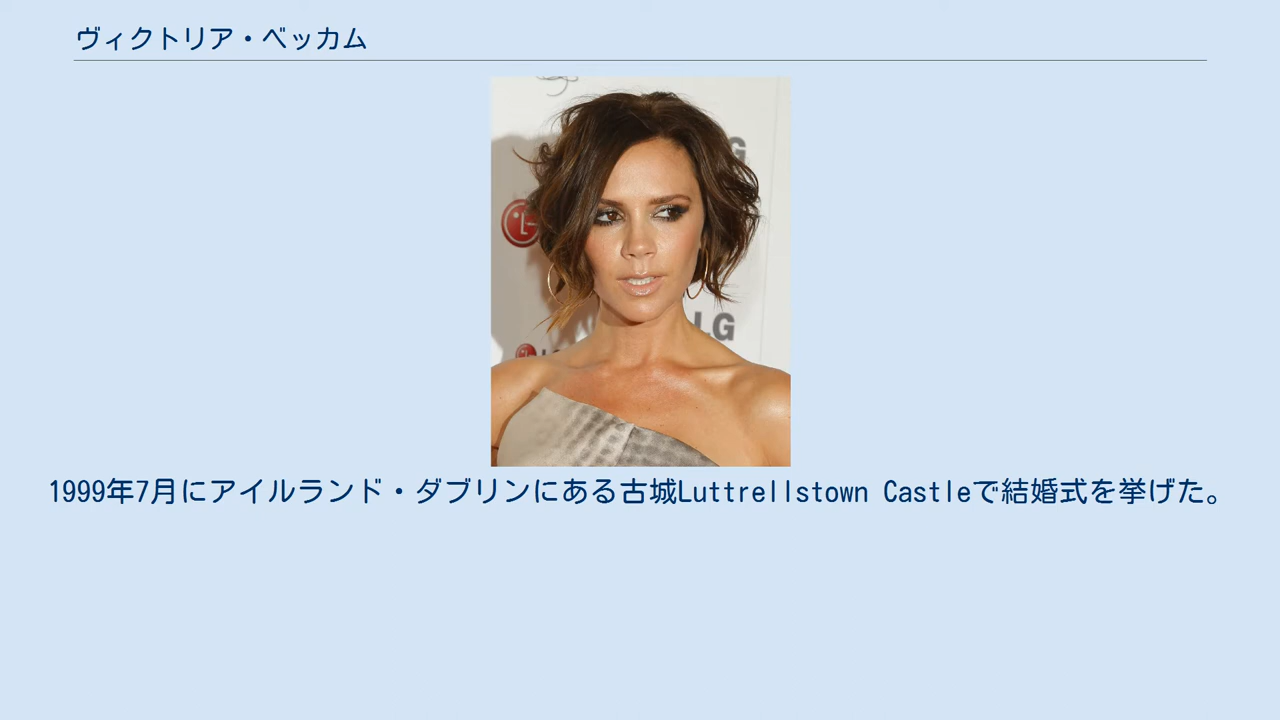 ヴィクトリア・ベッカム
G
LG
1999年7月にアイルランド・ダブリンにある古城Luttrellstown Castleで結婚式を挙げた。